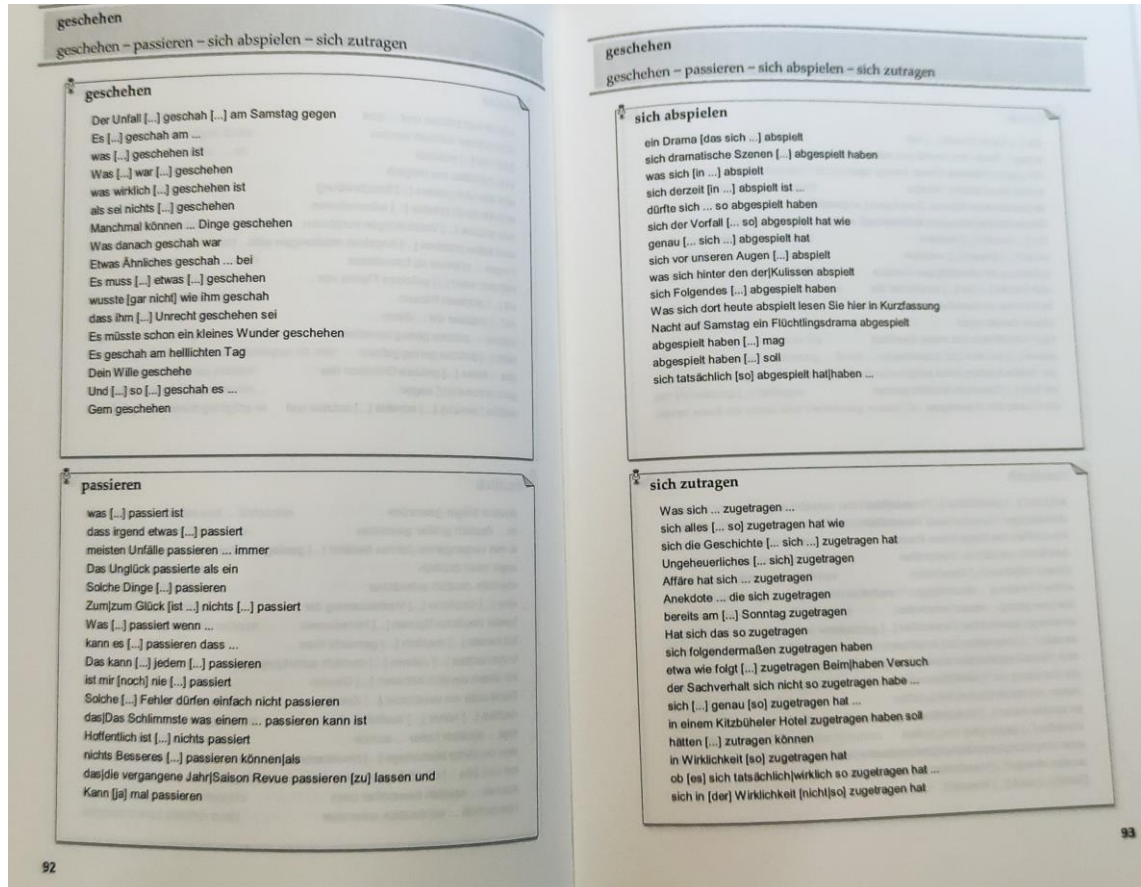 geschehen
geschehen – passieren – sich abspielen – sich zutragen
geschehen
Der Unfall [...] geschah [...] am Samstag gegen
Es [...] geschah am ...
was [...] geschehen ist
Was [...] war [...] geschehen
was wirklich [...] geschehen ist
als sei nichts [...] geschehen
Manchmal können ... Dinge geschehen
Was danach geschah war
Etwas Ähnliches geschah ... bei
Es muss [...] etwas [...] geschehen
wusste [gar nicht] wie ihm geschah
dass ihm [...] Unrecht geschehen sei
Es müsste schon ein kleines Wunder geschehen
Es geschah am helllichten Tag
Dein Wille geschehe
Und [...] so [...] geschah es ...
Gern geschehen
passieren
was [...] passiert ist
dass irgend etwas [...] passiert
meisten Unfälle passieren ... immer
Das Unglück passierte als ein
Solche Dinge [...] passieren
Zum|zum Glück [ist ...] nichts [...] passiert
Was [...] passiert wenn ...
kann es [...] passieren dass ...
Das kann [...] jedem [...] passieren
ist mir [noch] nie [...] passiert
Solche [...] Fehler dürfen einfach nicht passieren
das|Das Schlimmste was einem ... passieren kann ist
Hoffentlich ist [...] nichts passiert
nichts Besseres [...] passieren können|als
das|die vergangene Jahr|Saison Revue passieren [zu] lassen und
Kann [ja] mal passieren
92
geschehen
geschehen – passieren – sich abspielen – sich zutragen
sich abspielen
ein Drama [das sich ...] abspielt
sich dramatische Szenen [...] abgespielt haben
was sich [in ...] abspielt
sich derzeit [in ...] abspielt ist ...
dürfte sich ... so abgespielt haben
sich der Vorfall [... so] abgespielt hat wie
genau [... sich ...] abgespielt hat
sich vor unseren Augen [...] abspielt
was sich hinter den der|Kulissen abspielt
sich Folgendes [...] abgespielt haben
Was sich dort heute abspielt lesen Sie hier in Kurzfassung
Nacht auf Samstag ein Flüchtlingsdrama abgespielt
abgespielt haben [...] mag
abgespielt haben [...] soll
sich tatsächlich [so] abgespielt hat|haben ...
sich zutragen
Was sich ... zugetragen ...
sich alles [... so] zugetragen hat wie
sich die Geschichte [... sich ...] zugetragen hat
Ungeheuerliches [... sich] zugetragen
Affäre hat sich ... zugetragen
Anekdote ... die sich zugetragen
bereits am [...] Sonntag zugetragen
Hat sich das so zugetragen
sich folgendermaßen zugetragen haben
etwa wie folgt [...] zugetragen Beim|haben Versuch
der Sachverhalt sich nicht so zugetragen habe ...
sich [...] genau [so] zugetragen hat ...
in einem Kitzbüheler Hotel zugetragen haben soll
hätten [...] zutragen können
in Wirklichkeit [so] zugetragen hat
ob [es] sich tatsächlich|wirklich so zugetragen hat ...
sich in [der] Wirklichkeit [nicht|so] zugetragen hat
93